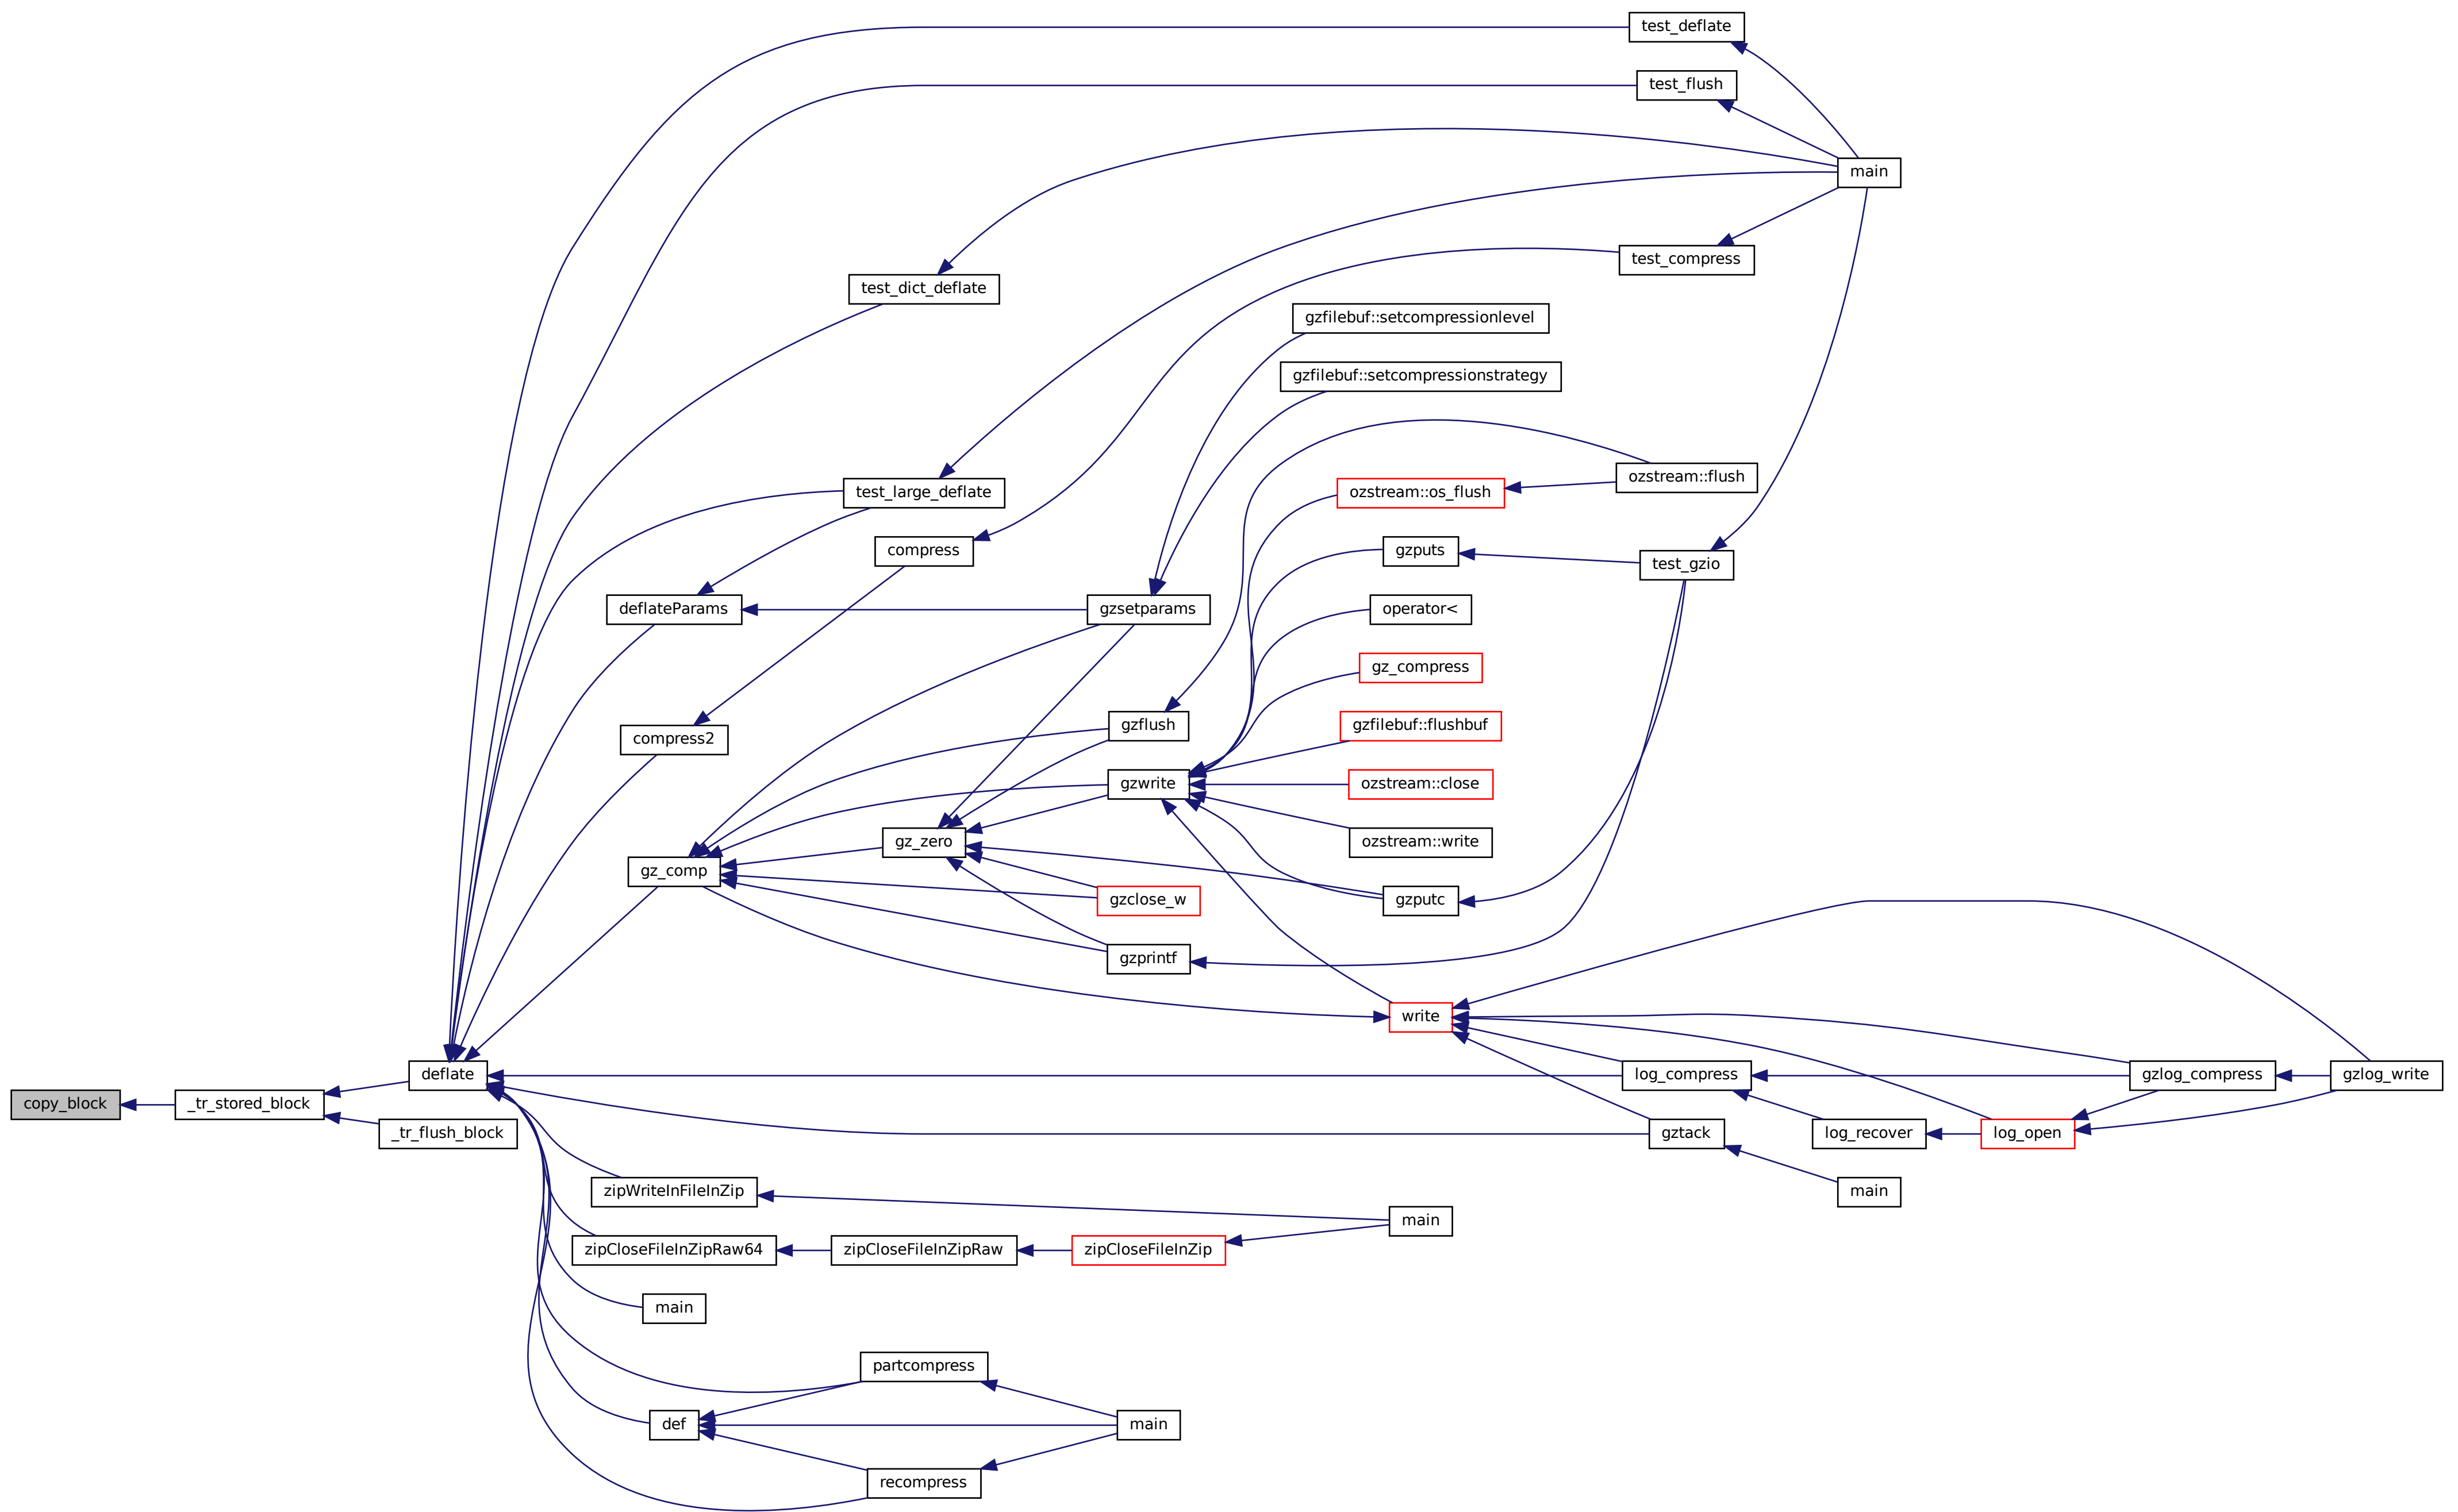 test_deflate
test_flush
main
test_compress
test_dict_deflate
gzfilebuf::setcompressionlevel
gzfilebuf::setcompressionstrategy
ozstream::flush
test_large_deflate
ozstream::os_flush
compress
gzputs
test_gzio
deflateParams
gzsetparams
operator<
gz_compress
compress2
gzflush
gzfilebuf::flushbuf
gzwrite
ozstream::close
gz_zero
ozstream::write
gz_comp
gzclose_w
gzputc
gzprintf
write
deflate
log_compress
gzlog_compress
gzlog_write
copy_block
_tr_stored_block
_tr_flush_block
gztack
log_recover
log_open
zipWriteInFileInZip
main
main
zipCloseFileInZipRaw64
zipCloseFileInZipRaw
zipCloseFileInZip
main
partcompress
def
main
recompress